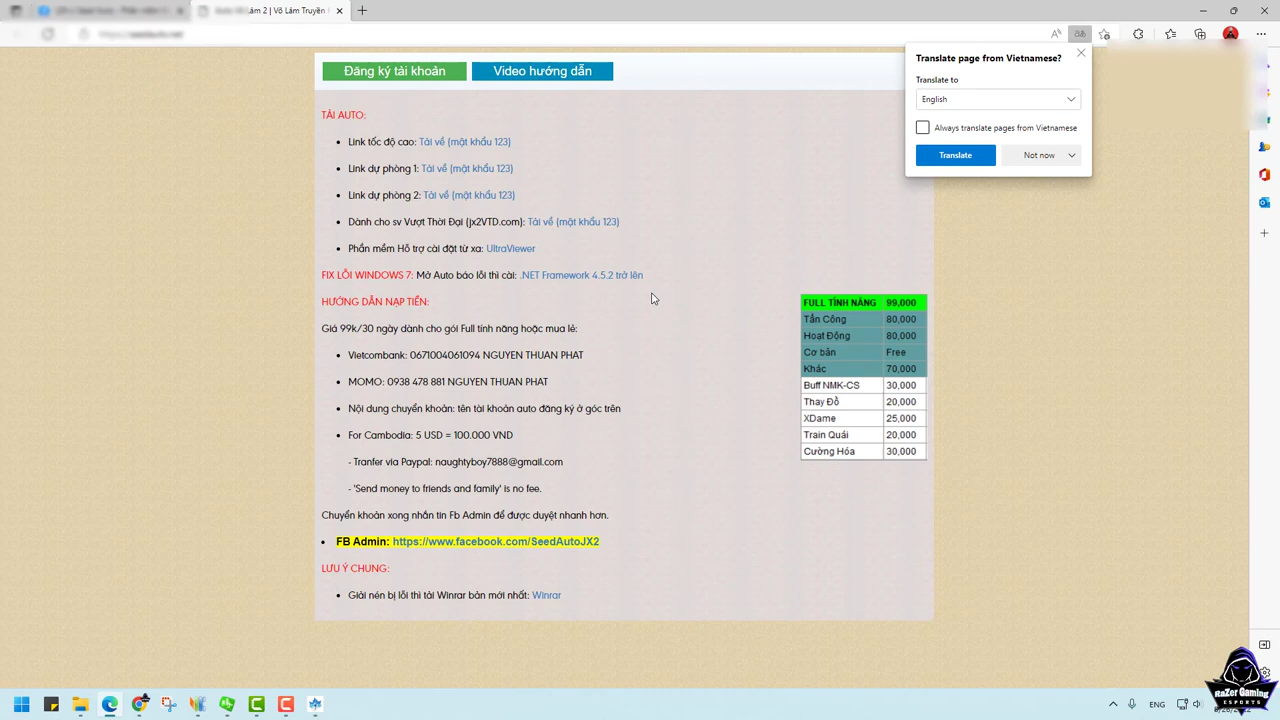 Lâm 2 | Võ Lâm Truyền
https://seedauto.net
Đăng ký tài khoản
Video hướng dẫn
Translate page from Vietnamese?
Translate to
English
Always translate pages from Vietnamese
Translate
Not now
TẢI AUTO:
Link tốc độ cao: Tải về (mật khẩu 123)
Link dự phòng 1: Tải về (mật khẩu 123)
Link dự phòng 2: Tải về (mật khẩu 123)
Dành cho sv Vượt Thời Đại (jx2VTD.com): Tải về (mật khẩu 123)
Phần mềm Hỗ trợ cài đặt từ xa: UltraViewer
FIX LỖI WINDOWS 7: Mở Auto báo lỗi thì cài: .NET Framework 4.5.2 trở lên
HƯỚNG DẪN NẠP TIỀN:
Giá 99k/30 ngày dành cho gói Full tính năng hoặc mua lẻ:
Vietcombank: 0671004061094 NGUYEN THUAN PHAT
MOMO: 0938 478 881 NGUYEN THUAN PHAT
Nội dung chuyển khoản: tên tài khoản auto đăng ký ở góc trên
For Cambodia: 5 USD = 100.000 VND
- Tranfer via Paypal: naughtyboy7888@gmail.com
- 'Send money to friends and family' is no fee.
Chuyển khoản xong nhắn tin Fb Admin để được duyệt nhanh hơn.
FB Admin: https://www.facebook.com/SeedAutoJX2
LƯU Ý CHUNG:
Giải nén bị lỗi thì tải Winrar bản mới nhất: Winrar
FULL TÍNH NĂNG 99,000
Tấn Công 80,000
Hoạt Động 80,000
Cơ bản Free
Khác 70,000
Buff NMK-CS 30,000
Thay Đồ 20,000
XDame 25,000
Train Quái 20,000
Cường Hóa 30,000
ENG
RaZer Gaming
ESPORTS